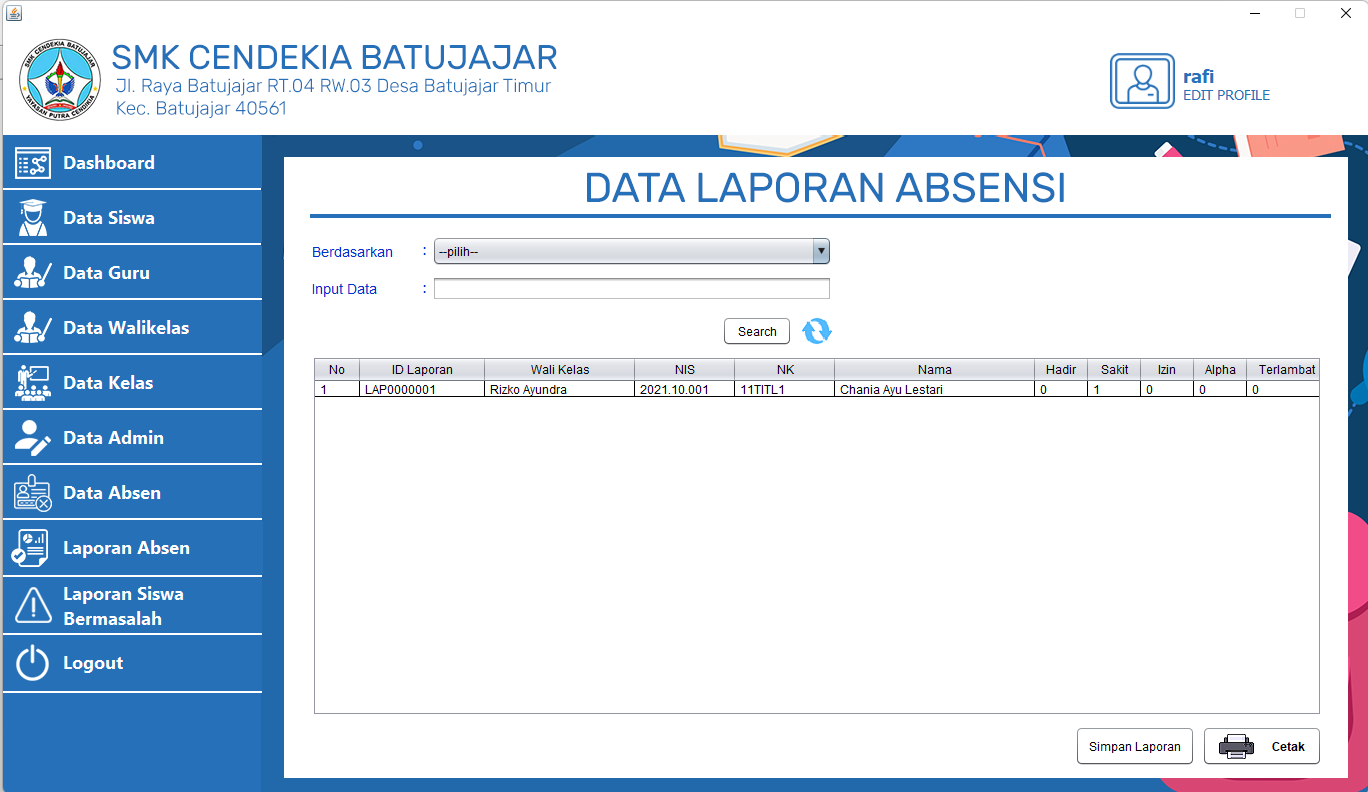 SMK CENDEKIA BATUJAJAR
YAYASAN PUTRA CENDIKIA
SMK CENDEKIA BATUJAJAR
Jl. Raya Batujajar RT.04 RW.03 Desa Batujajar Timur
Kec. Batujajar 40561
rafi
EDIT PROFILE
Dashboard
Data Siswa
Data Guru
Data Walikelas
Data Kelas
Data Admin
Data Absen
Laporan Absen
Laporan Siswa
Bermasalah
Logout
DATA LAPORAN ABSENSI
Berdasarkan : --pilih--
Input Data :
Search
No ID Laporan Wali Kelas NIS NK Nama Hadir Sakit Izin Alpha Terlambat
1 LAP0000001 Rizko Ayundra 2021.10.001 11TITL1 Chania Ayu Lestari 0 1 0 0 0
Simpan Laporan Cetak